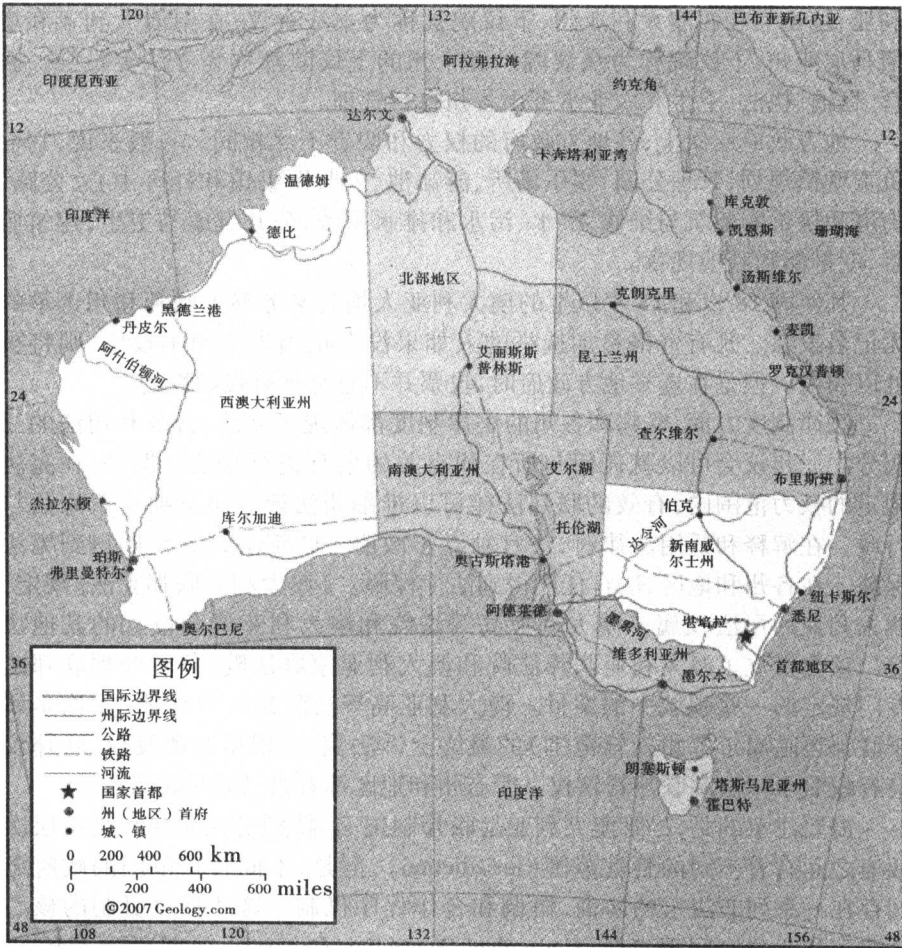 120
132
144
巴布亚新几内亚
印度尼西亚
阿拉弗拉海
约克角
12
达尔文
12
卡奔塔利亚湾
温德姆
库克敦
印度洋
德比
凯恩斯
珊瑚海
北部地区
汤斯维尔
克朗克里
黑德兰港
丹皮尔
麦凯
阿什伯顿河
艾丽斯斯
普林斯
昆士兰州
罗克汉普顿
24
西澳大利亚州
24
查尔维尔
南澳大利亚州
艾尔湖
布里斯班
杰拉尔顿
伯克
库尔加迪
托伦湖
达令河
新南威
尔士州
珀斯
弗里曼特尔
奥古斯塔港
纽卡斯尔
阿德莱德
悉尼
奥尔巴尼
墨累河
堪培拉
维多利亚州
首都地区
36
墨尔本
36
图例
国际边界线
州际边界线
公路
铁路
河流
国家首都
州（地区）首府
城、镇
朗塞斯顿
塔斯马尼亚州
印度洋
霍巴特
0 200 400 600 km
0 200 400 600 miles
©2007 Geology.com
48
108
120
132
144
156
48